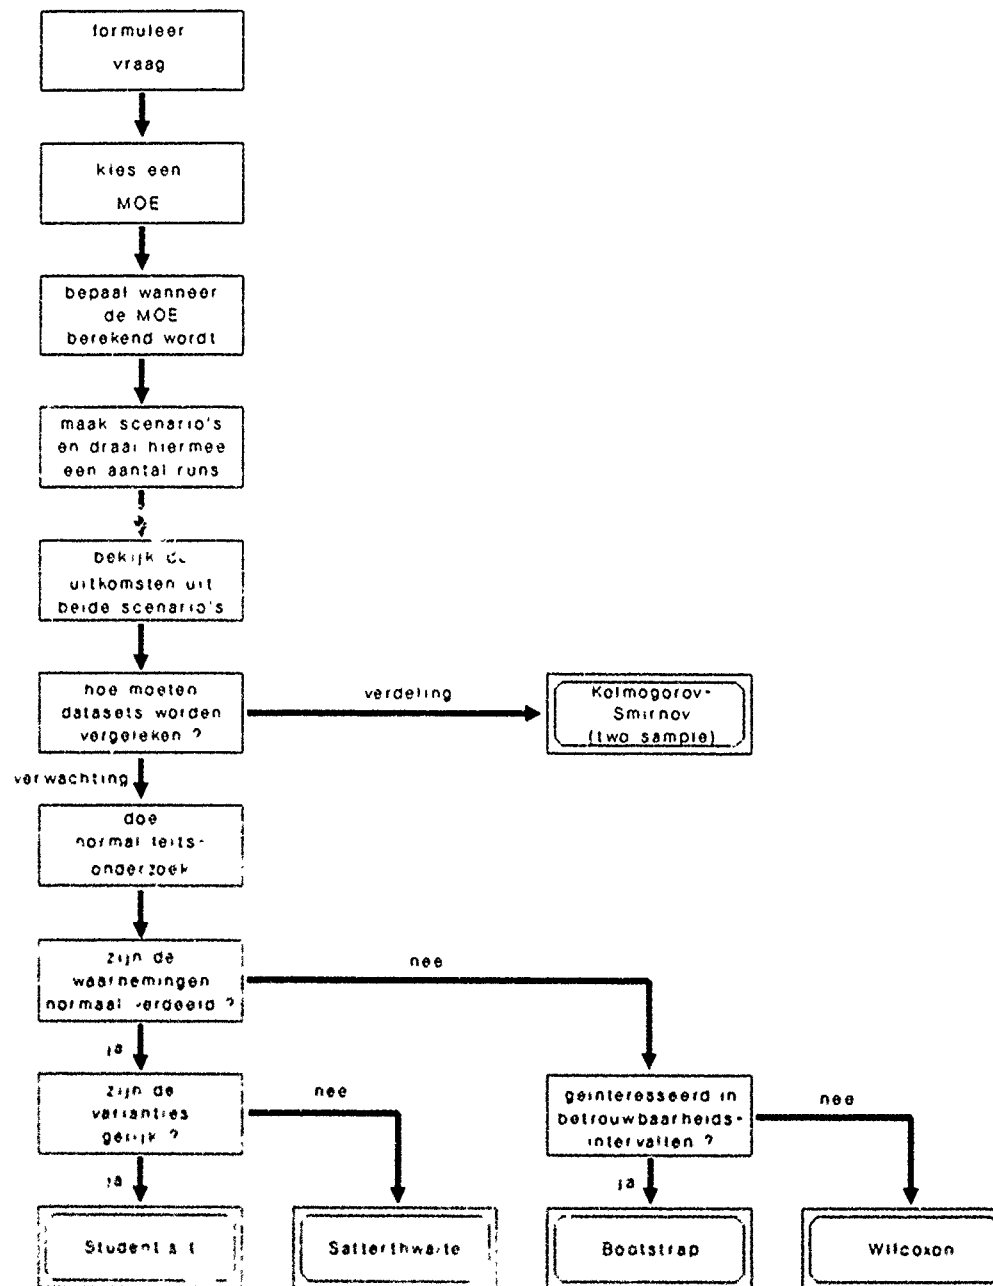 formuleer
vraag
kies een
MOE
bepaal wanneer
de MOE
berekend wordt
maak scenario's
en draai hiermee
een aantal runs
bekijk de
uitkomsten uit
beide scenario's
hoe moeten
datasets worden
vergeleken ?
verdeling
Kolmogorov-
Smirnov
(two sample)
verwachting
doe
normaliteits-
onderzoek
zijn de
waarnemingen
normaal verdeeld ?
nee
ja
zijn de
varianties
gelijk ?
nee
geinteresseerd in
betrouwbaarheids-
intervallen ?
nee
ja
ja
Student's t
Satterthwaite
Bootstrap
Wilcoxon